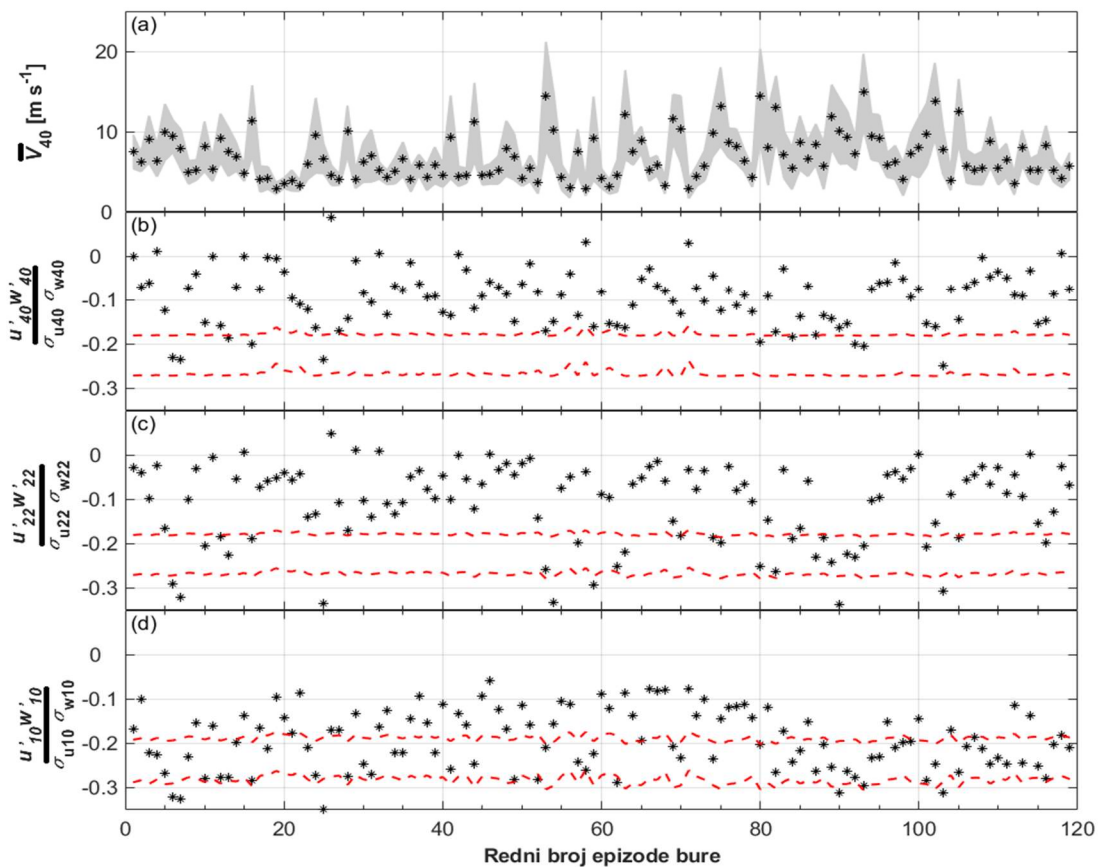 (a)
20
10
0
V̅₄₀ [m s⁻¹]
(b)
0
-0.1
-0.2
-0.3
u'₄₀w'₄₀
σu40 σw40
(c)
0
-0.1
-0.2
-0.3
u'₂₂w'₂₂
σu22 σw22
(d)
0
-0.1
-0.2
-0.3
u'₁₀w'₁₀
σu10 σw10
0 20 40 60 80 100 120
Redni broj epizode bure